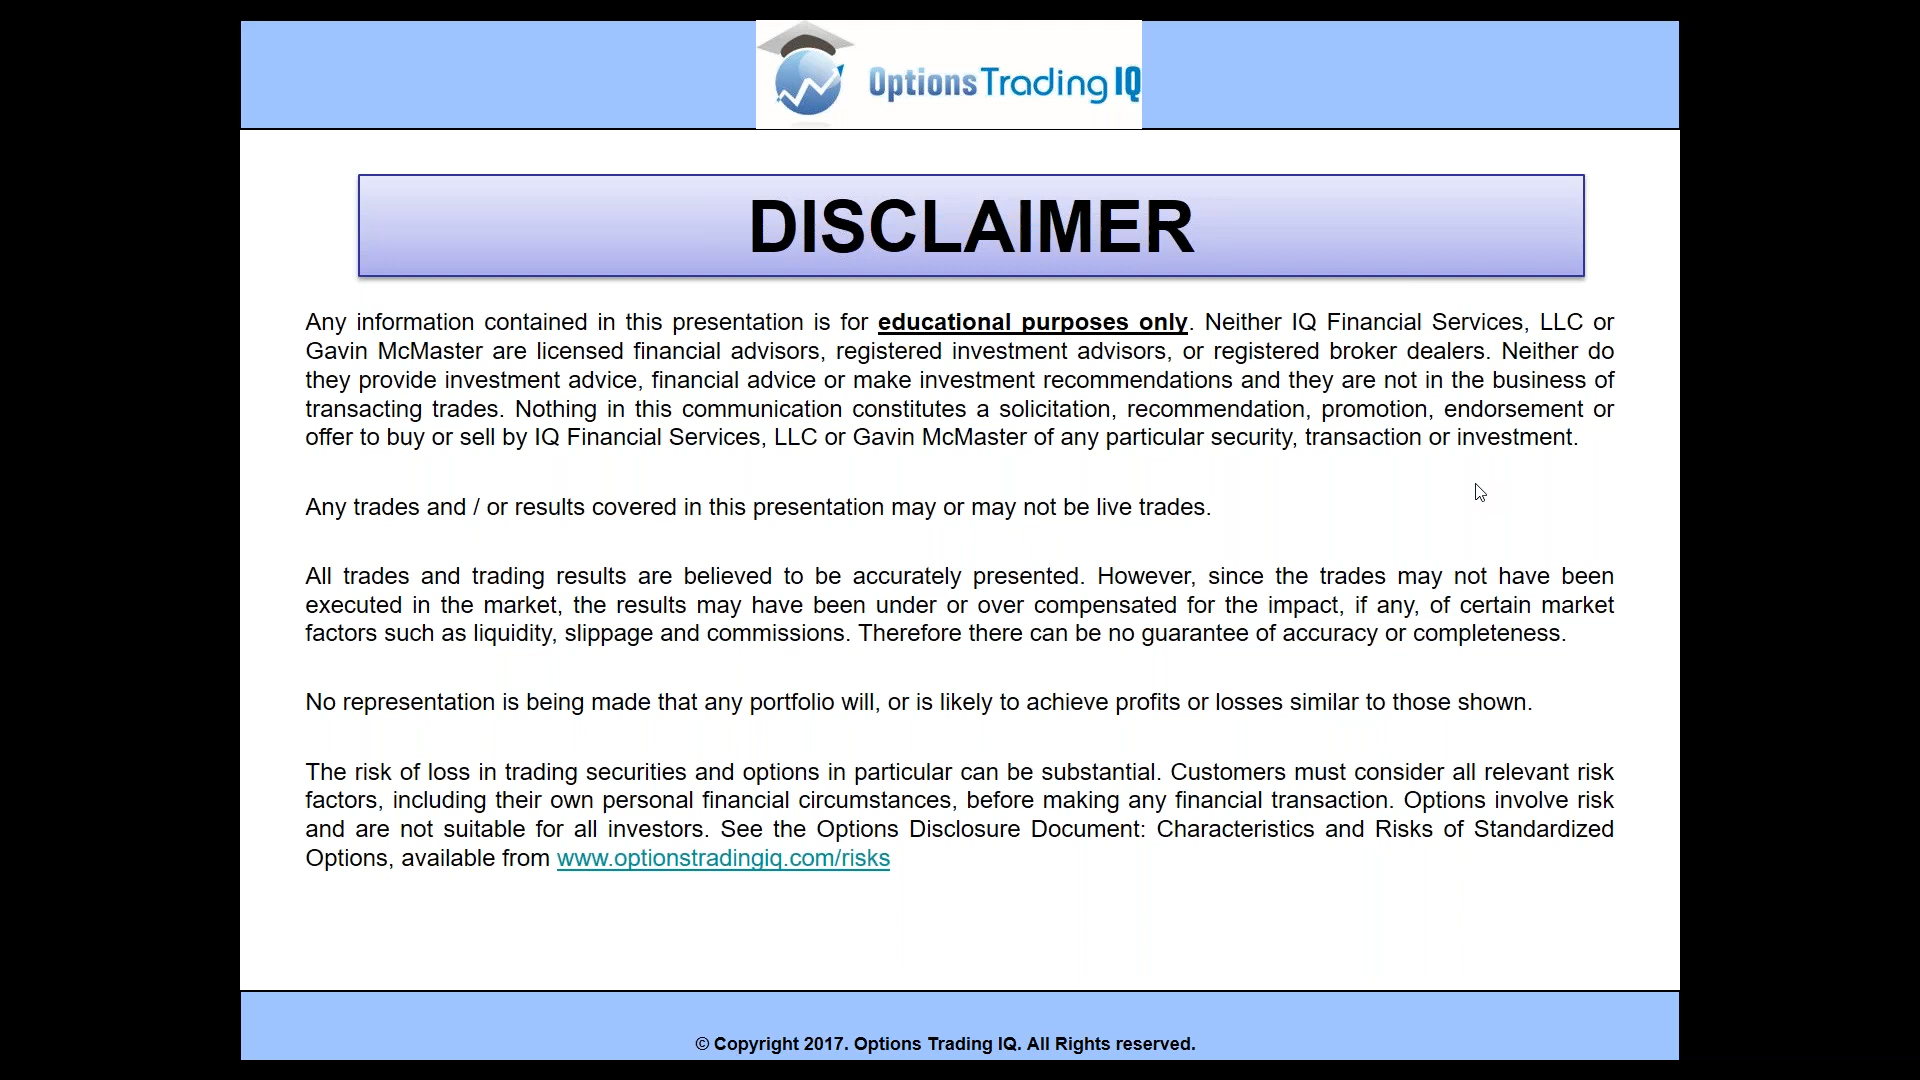 Options Trading IQ
DISCLAIMER
Any information contained in this presentation is for educational purposes only. Neither IQ Financial Services, LLC or
Gavin McMaster are licensed financial advisors, registered investment advisors, or registered broker dealers. Neither do
they provide investment advice, financial advice or make investment recommendations and they are not in the business of
transacting trades. Nothing in this communication constitutes a solicitation, recommendation, promotion, endorsement or
offer to buy or sell by IQ Financial Services, LLC or Gavin McMaster of any particular security, transaction or investment.
Any trades and / or results covered in this presentation may or may not be live trades.
All trades and trading results are believed to be accurately presented. However, since the trades may not have been
executed in the market, the results may have been under or over compensated for the impact, if any, of certain market
factors such as liquidity, slippage and commissions. Therefore there can be no guarantee of accuracy or completeness.
No representation is being made that any portfolio will, or is likely to achieve profits or losses similar to those shown.
The risk of loss in trading securities and options in particular can be substantial. Customers must consider all relevant risk
factors, including their own personal financial circumstances, before making any financial transaction. Options involve risk
and are not suitable for all investors. See the Options Disclosure Document: Characteristics and Risks of Standardized
Options, available from www.optionstradingiq.com/risks
© Copyright 2017. Options Trading IQ. All Rights reserved.